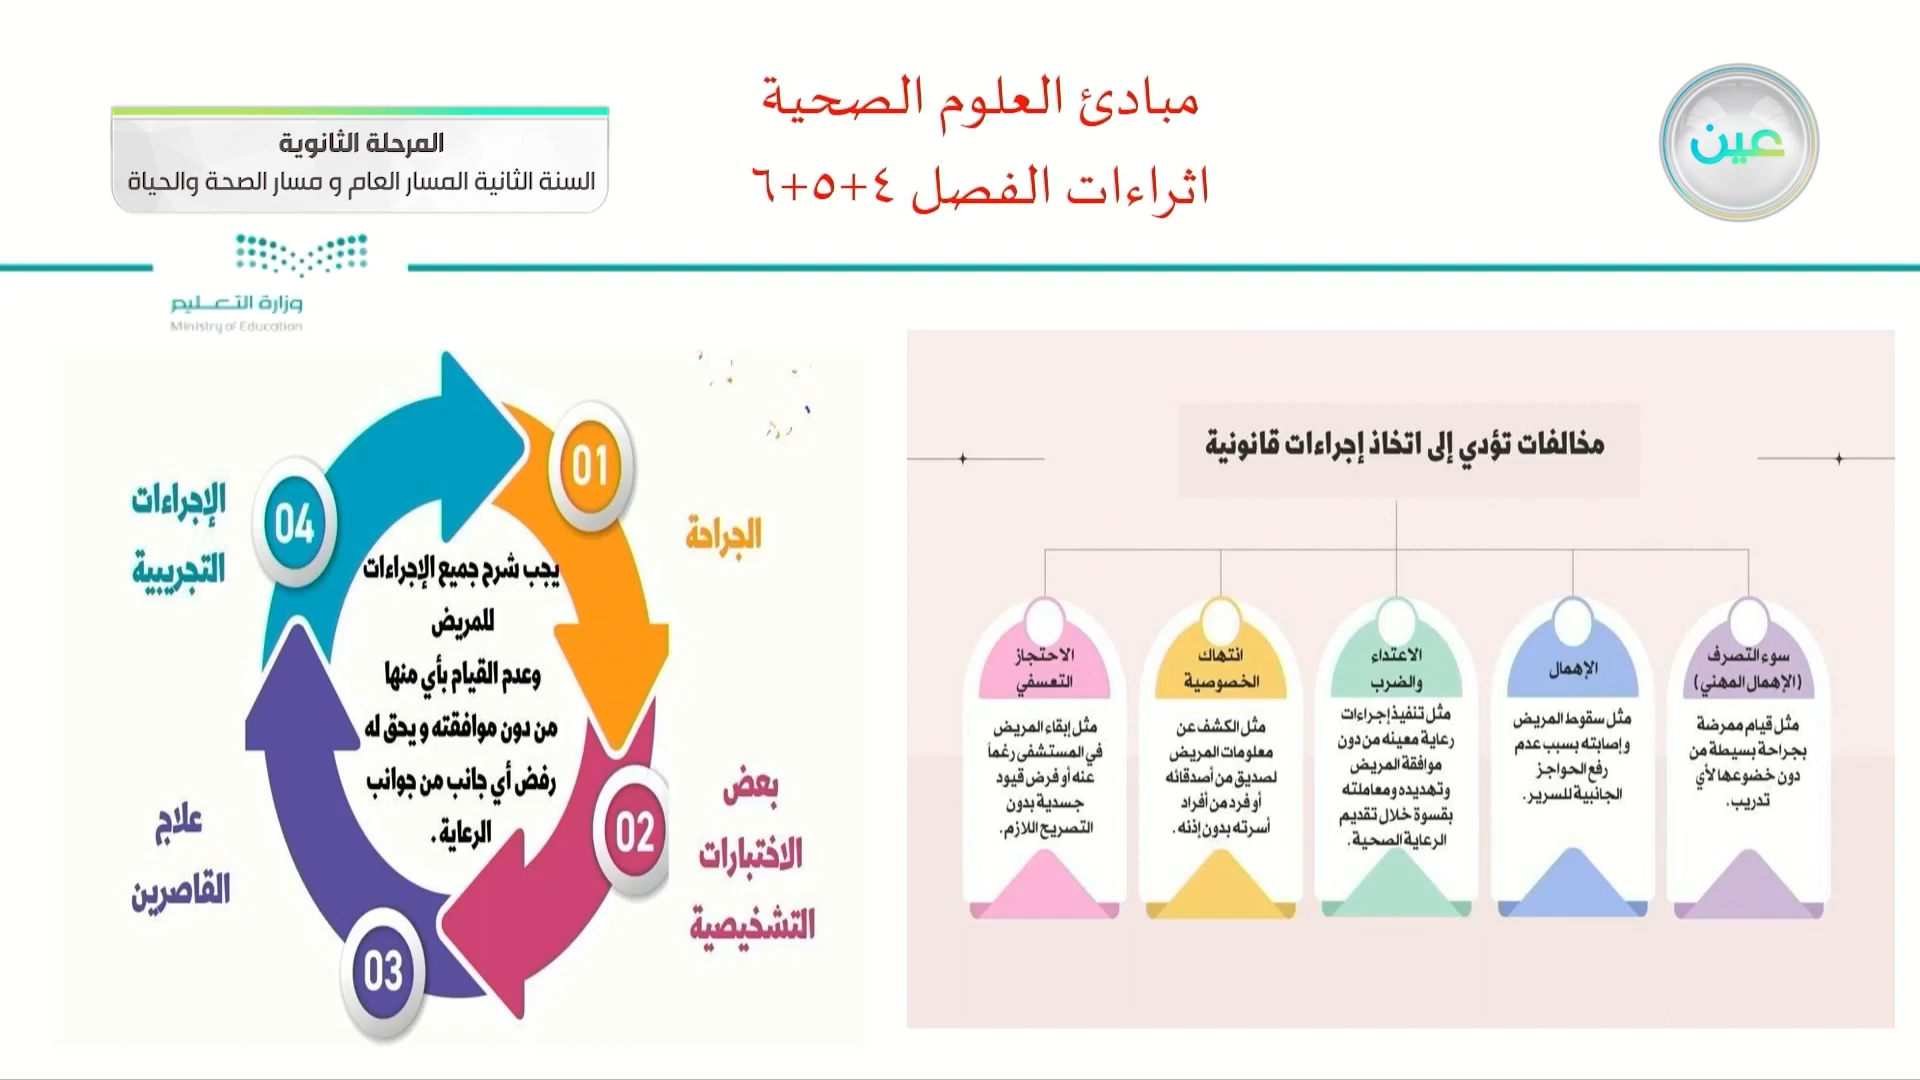 مبادئ العلوم الصحية
اثراءات الفصل ٤+٥+٦
عين
المرحلة الثانوية
السنة الثانية المسار العام و مسار الصحة والحياة
وزارة التعليم
Ministry of Education
مخالفات تؤدي إلى اتخاذ إجراءات قانونية
سوء التصرف
(الإهمال المهني)
مثل قيام ممرضة
بجراحة بسيطة من
دون خضوعها لأي
تدريب.
الإهمال
مثل سقوط المريض
وإصابته بسبب عدم
رفع الحواجز
الجانبية للسرير.
الاعتداء
والضرب
مثل تنفيذ إجراءات
رعاية معينه من دون
موافقة المريض
وتهديده ومعاملته
بقسوة خلال تقديم
الرعاية الصحية.
انتهاك
الخصوصية
مثل الكشف عن
معلومات المريض
لصديق من أصدقائه
أو فرد من أفراد
أسرته بدون إذنه.
الاحتجاز
التعسفي
مثل إبقاء المريض
في المستشفى رغماً
عنه أو فرض قيود
جسدية بدون
التصريح اللازم.
01
الجراحة
02
بعض
الاختبارات
التشخيصية
03
علاج
القاصرين
04
الإجراءات
التجريبية
يجب شرح جميع الإجراءات
للمريض
وعدم القيام بأي منها
من دون موافقته و يحق له
رفض أي جانب من جوانب
الرعاية .